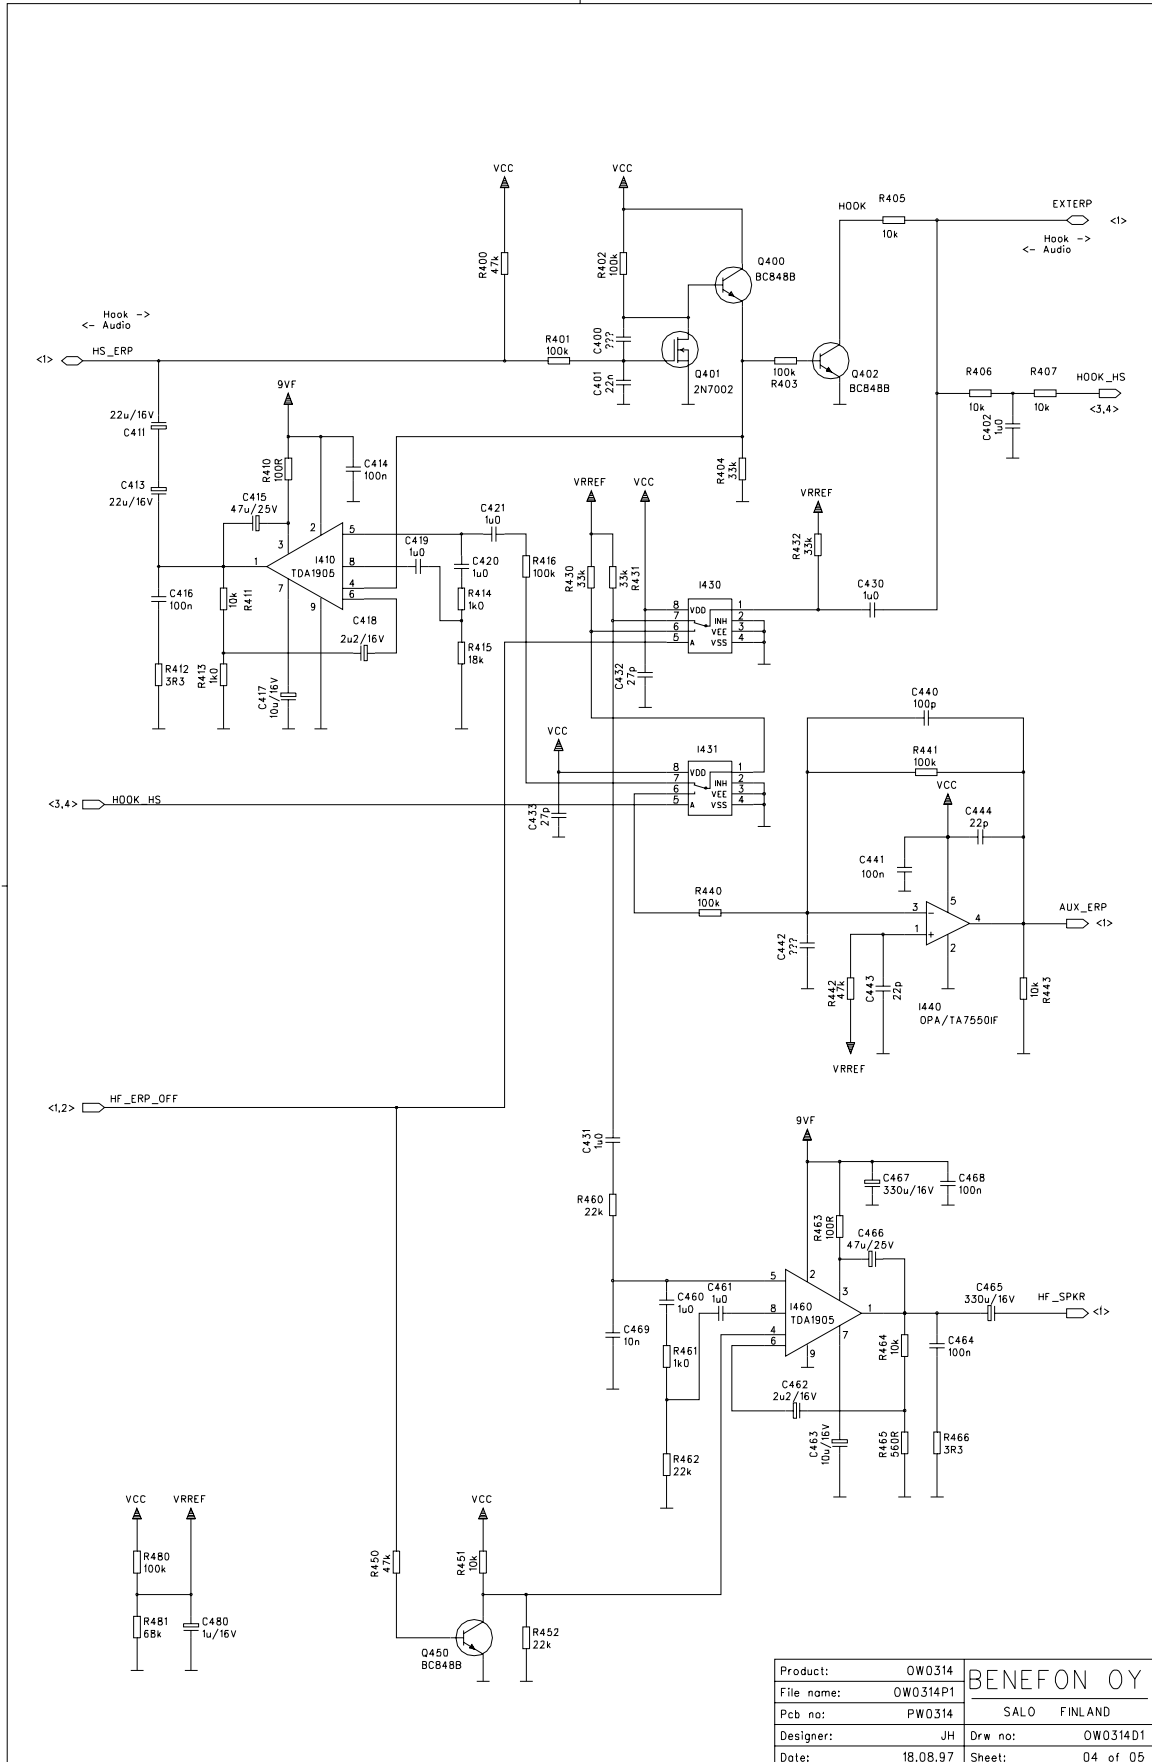 VCC
VCC
R400
47k
R402
100k
Q400
BC848B
HOOK
R405
10k
EXTERP
<1>
Hook ->
<- Audio
Hook ->
<- Audio
<1>
HS_ERP
R401
100k
C400
???
C401
22n
Q401
2N7002
100k
R403
Q402
BC848B
R406
10k
R407
10k
HOOK_HS
<3,4>
C402
1u0
9VF
22u/16V
C411
C413
22u/16V
R410
100R
C414
100n
C415
47u/25V
R404
33k
VRREF
VCC
VRREF
R432
33k
C421
1u0
C419
1u0
C420
1u0
R416
100k
R430
33k
33k
R431
2
3
1
7
9
I410
TDA1905
5
8
4
6
R414
1k0
R415
18k
C416
100n
10k
R411
C418
2u2/16V
R412
3R3
R413
1k0
C417
10u/16V
I430
8
7
6
5
VDD
A
INH
VEE
VSS
1
2
3
4
C430
1u0
C432
27p
C440
100p
R441
100k
VCC
C433
27p
I431
8
7
6
5
VDD
A
INH
VEE
VSS
1
2
3
4
<3,4>
HOOK_HS
VCC
C444
22p
C441
100n
R440
100k
3
1
5
4
2
-
+
AUX_ERP
<1>
C442
???
R442
47k
C443
22p
I440
OPA/TA75S01F
10k
R443
VRREF
<1,2>
HF_ERP_OFF
C431
1u0
R460
22k
9VF
C467
330u/16V
C468
100n
R463
100R
C466
47u/25V
C460
1u0
C461
1u0
5
8
4
6
2
3
1
7
9
I460
TDA1905
C465
330u/16V
HF_SPKR
<1>
C469
10n
R461
1k0
R464
10k
C464
100n
C462
2u2/16V
R462
22k
C463
10u/16V
R465
560R
R466
3R3
VCC
VRREF
VCC
R480
100k
R481
68k
C480
1u/16V
R450
47k
R451
10k
Q450
BC848B
R452
22k
Product: OW0314
BENEFON OY
File name: OW0314P1
Pcb no: PW0314
SALO FINLAND
Designer: JH
Drw no: OW0314D1
Date: 18.08.97
Sheet: 04 of 05